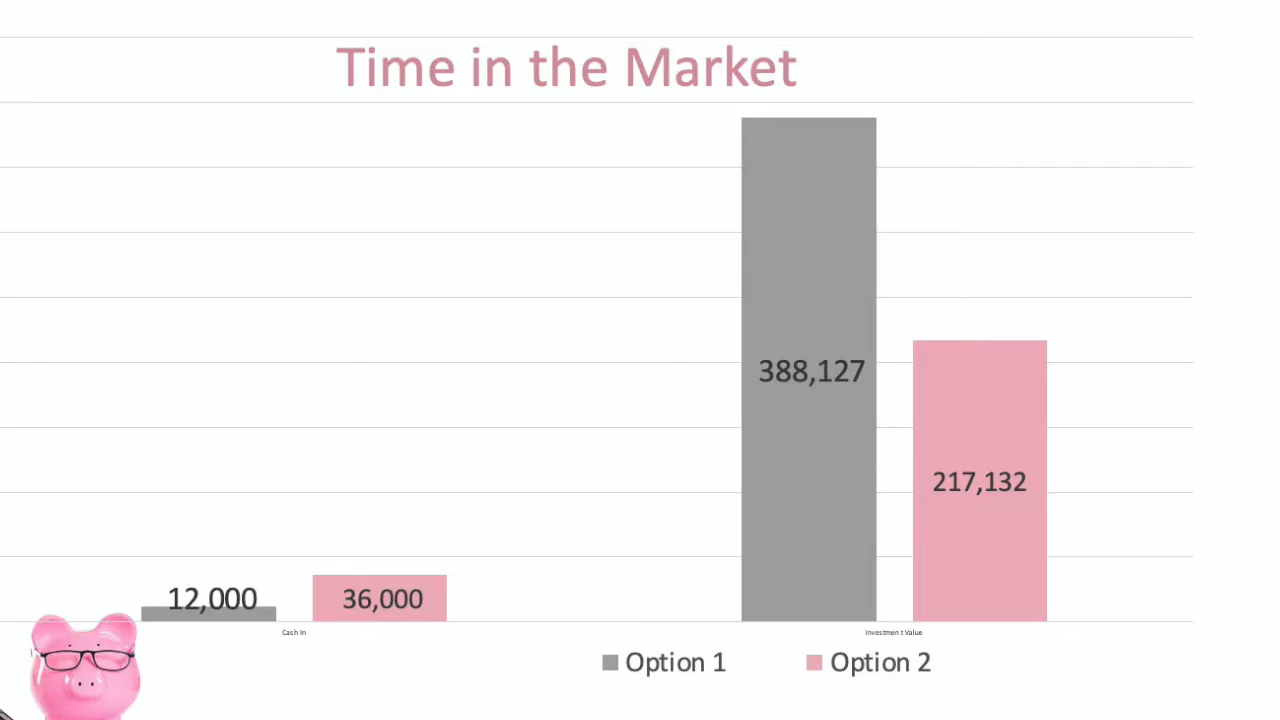 Time in the Market
388,127
217,132
12,000
36,000
Cash In
Investment Value
Option 1
Option 2